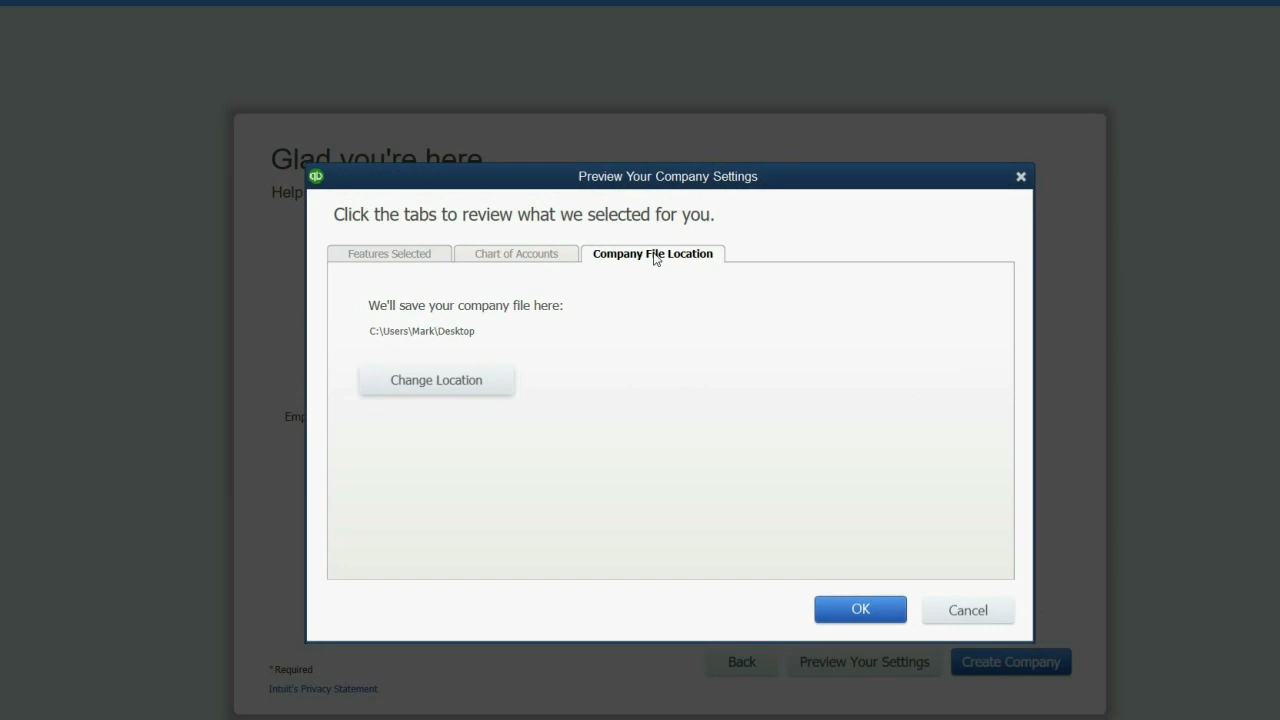 Glad you're here
Help
qb
Preview Your Company Settings
Click the tabs to review what we selected for you.
Features Selected
Chart of Accounts
Company File Location
We'll save your company file here:
C:\Users\Mark\Desktop
Change Location
Emp
OK
Cancel
* Required
Back
Preview Your Settings
Create Company
Intuit's Privacy Statement